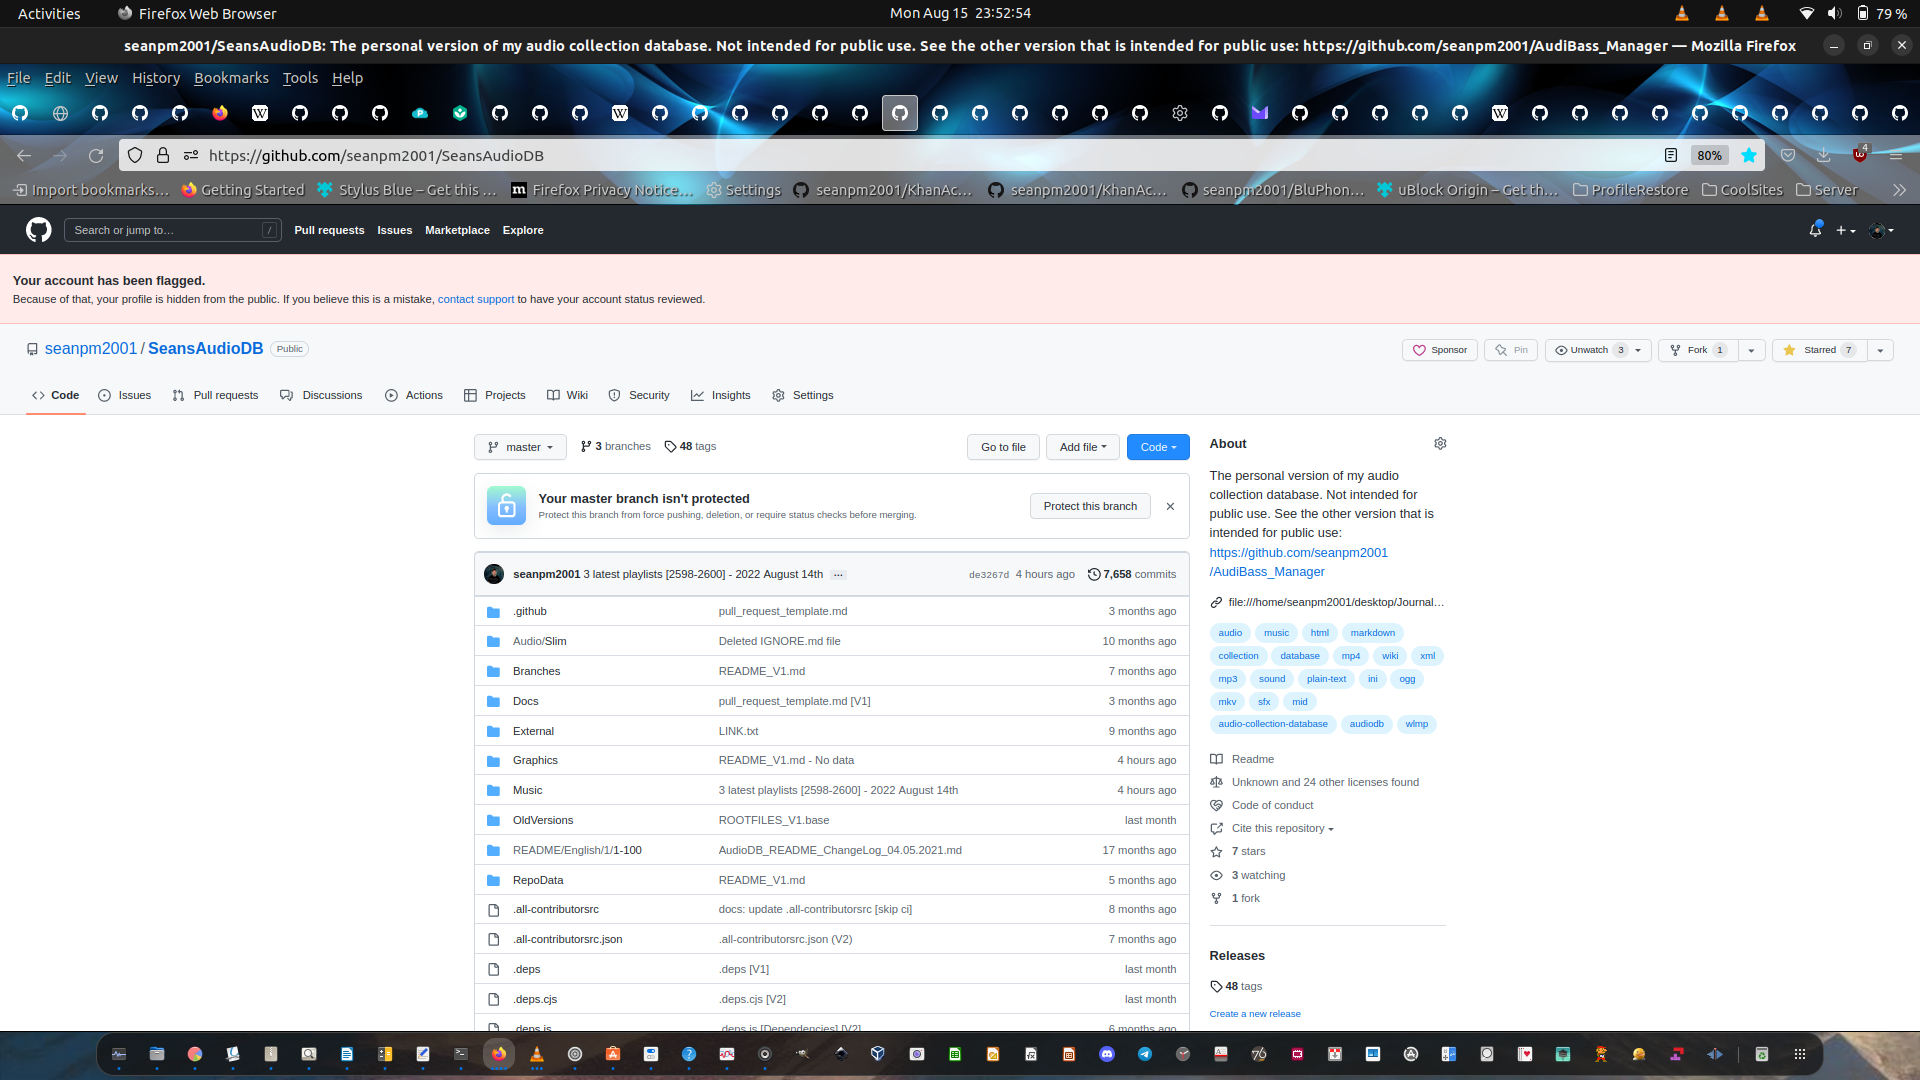 Activities
Firefox Web Browser
Mon Aug 15  23:52:54
79 %
seanpm2001/SeansAudioDB: The personal version of my audio collection database. Not intended for public use. See the other version that is intended for public use: https://github.com/seanpm2001/AudiBass_Manager — Mozilla Firefox
File Edit View History Bookmarks Tools Help
https://github.com/seanpm2001/SeansAudioDB
80%
4
Import bookmarks…
Getting Started
Stylus Blue – Get this …
Firefox Privacy Notice…
Settings
seanpm2001/KhanAc…
seanpm2001/KhanAc…
seanpm2001/BluPhon…
uBlock Origin – Get th…
ProfileRestore
CoolSites
Server
Search or jump to…
/
Pull requests Issues Marketplace Explore
Your account has been flagged.
Because of that, your profile is hidden from the public. If you believe this is a mistake, contact support to have your account status reviewed.
seanpm2001 / SeansAudioDB Public
Sponsor
Pin
Unwatch 3
Fork 1
Starred 7
Code Issues Pull requests Discussions Actions Projects Wiki Security Insights Settings
master
3 branches
48 tags
Go to file
Add file
Code
Your master branch isn't protected
Protect this branch from force pushing, deletion, or require status checks before merging.
Protect this branch
seanpm2001 3 latest playlists [2598-2600] - 2022 August 14th …
de3267d 4 hours ago
7,658 commits
.github pull_request_template.md 3 months ago
Audio/Slim Deleted IGNORE.md file 10 months ago
Branches README_V1.md 7 months ago
Docs pull_request_template.md [V1] 3 months ago
External LINK.txt 9 months ago
Graphics README_V1.md - No data 4 hours ago
Music 3 latest playlists [2598-2600] - 2022 August 14th 4 hours ago
OldVersions ROOTFILES_V1.base last month
README/English/1/1-100 AudioDB_README_ChangeLog_04.05.2021.md 17 months ago
RepoData README_V1.md 5 months ago
.all-contributorsrc docs: update .all-contributorsrc [skip ci] 8 months ago
.all-contributorsrc.json .all-contributorsrc.json (V2) 7 months ago
.deps .deps [V1] last month
.deps.cjs .deps.cjs [V2] last month
.deps.js .deps.js [Dependencies] [V2] 6 months ago
About
The personal version of my audio
collection database. Not intended for
public use. See the other version that is
intended for public use:
https://github.com/seanpm2001
/AudiBass_Manager
file:///home/seanpm2001/desktop/Journal…
audio music html markdown
collection database mp4 wiki xml
mp3 sound plain-text ini ogg
mkv sfx mid
audio-collection-database audiodb wlmp
Readme
Unknown and 24 other licenses found
Code of conduct
Cite this repository
7 stars
3 watching
1 fork
Releases
48 tags
Create a new release